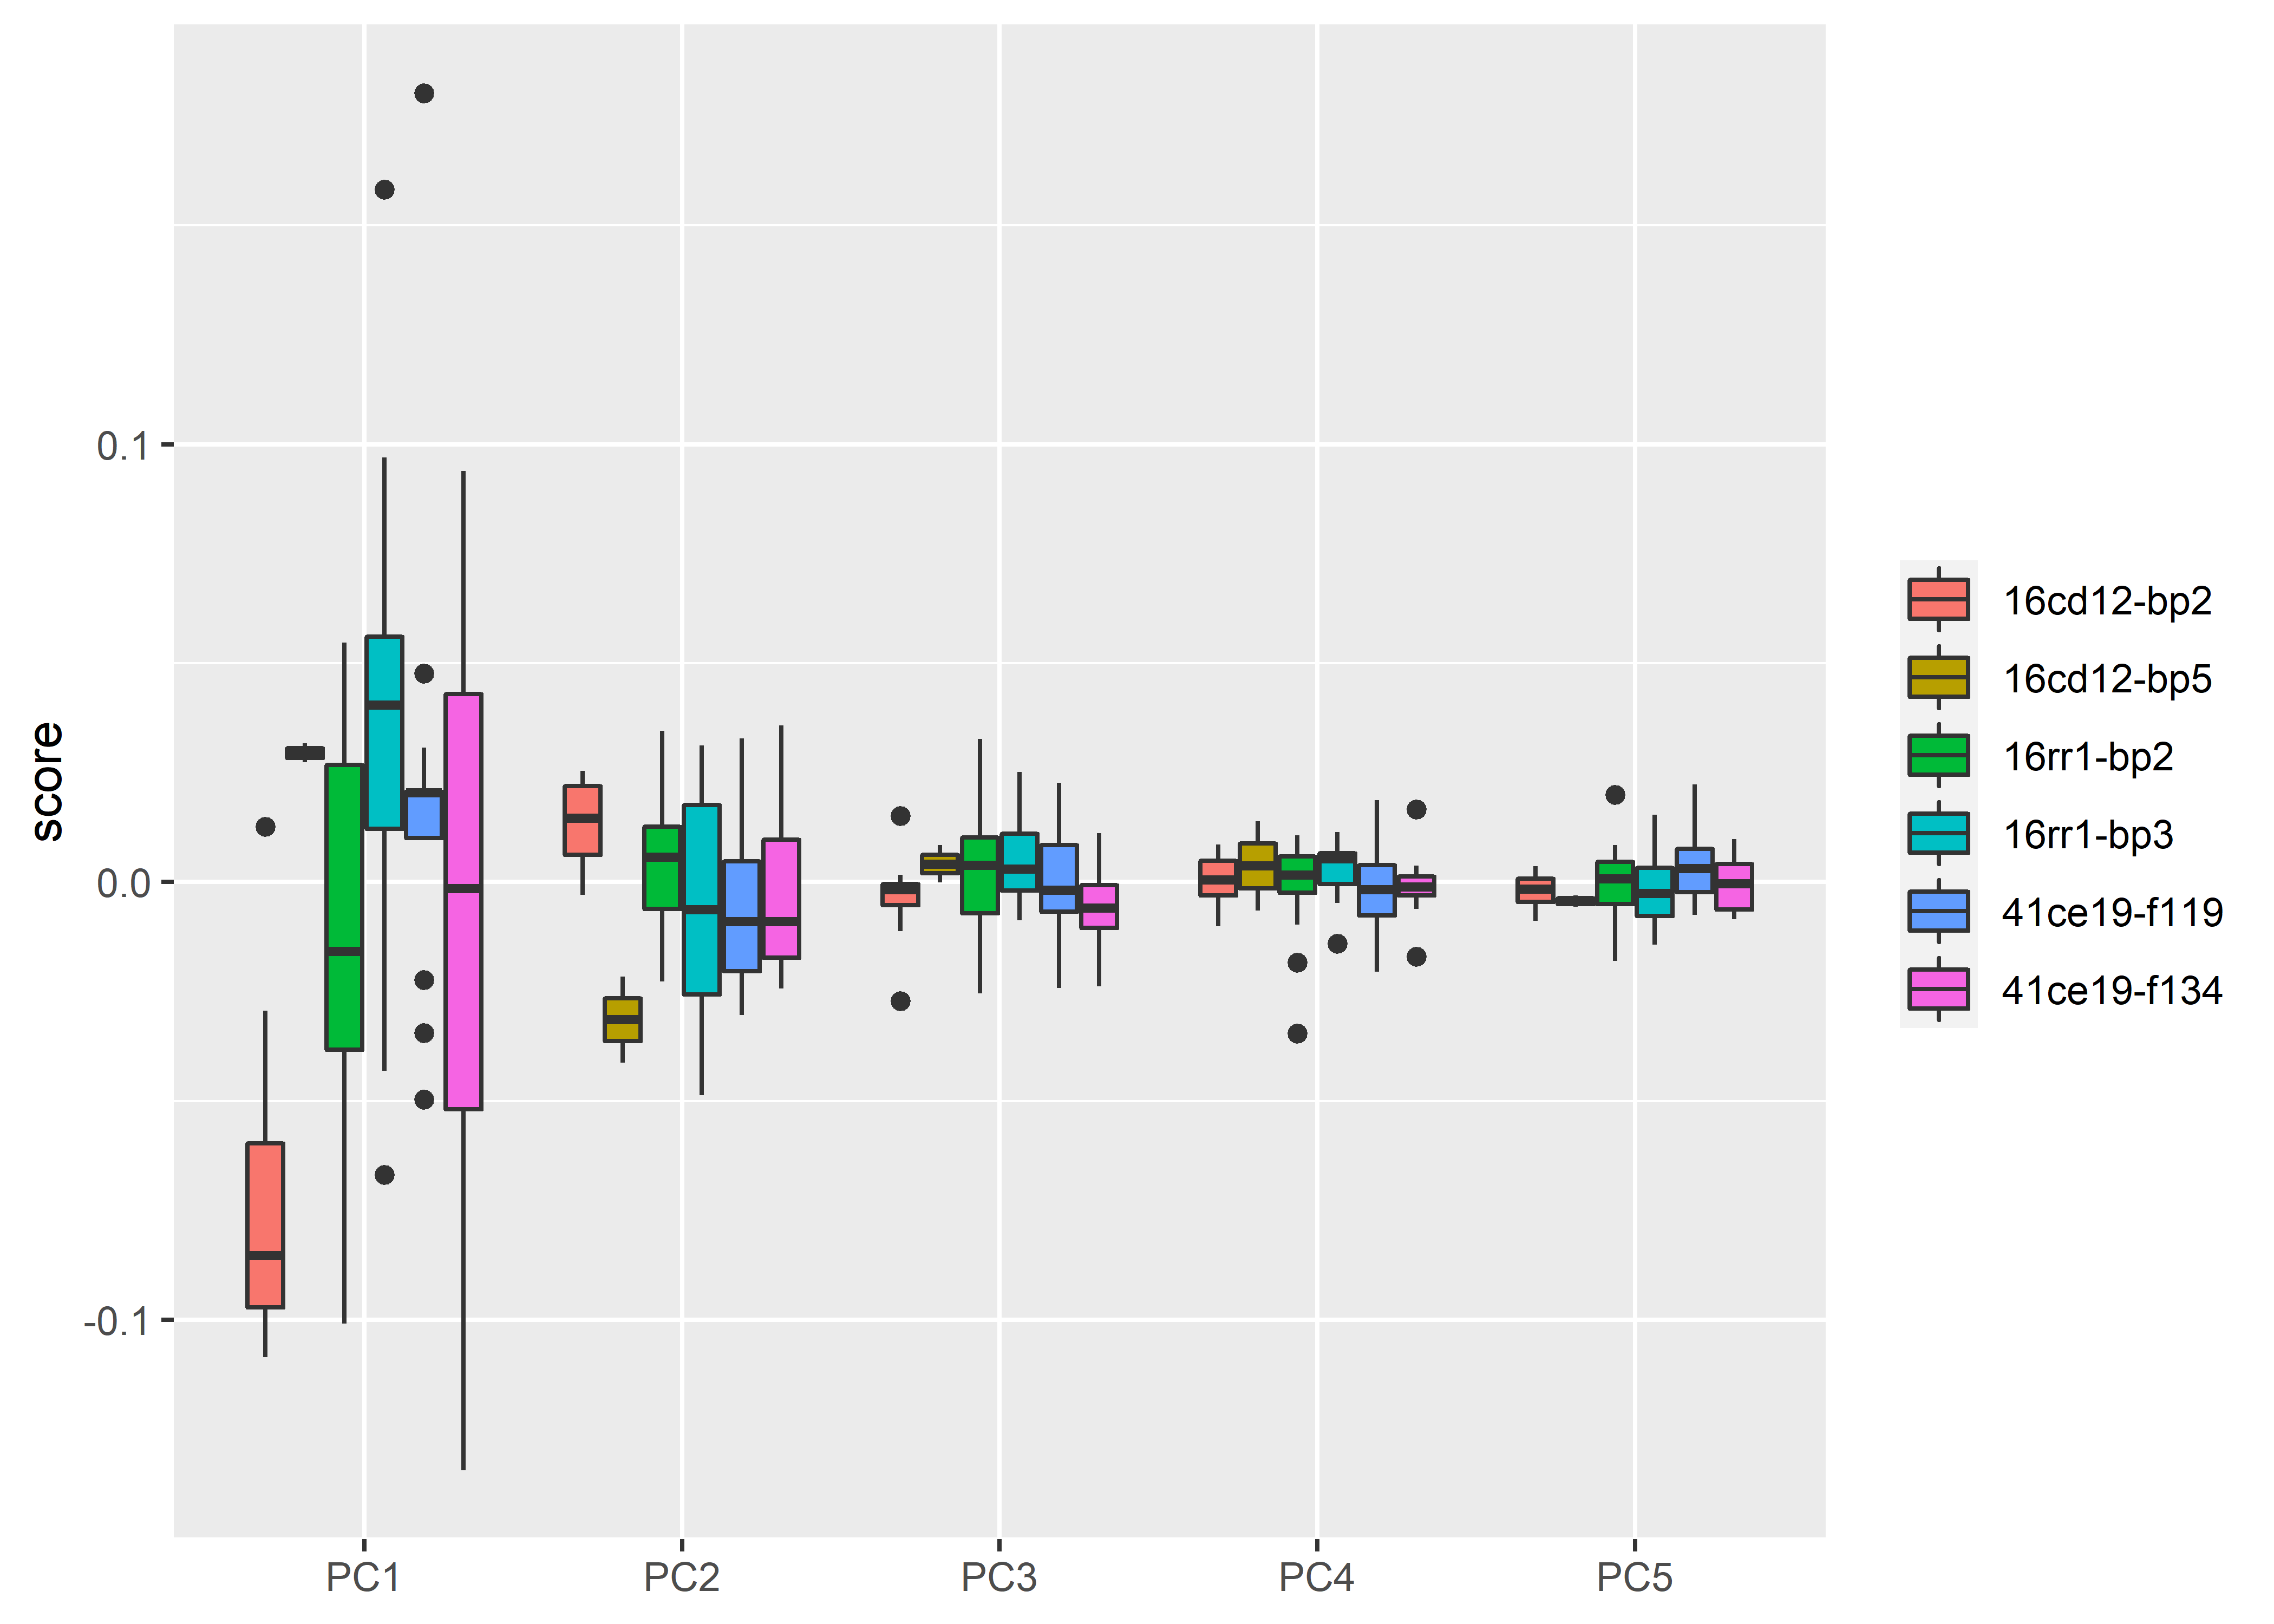 score
0.1
0.0
-0.1
PC1
PC2
PC3
PC4
PC5
16cd12-bp2
16cd12-bp5
16rr1-bp2
16rr1-bp3
41ce19-f119
41ce19-f134